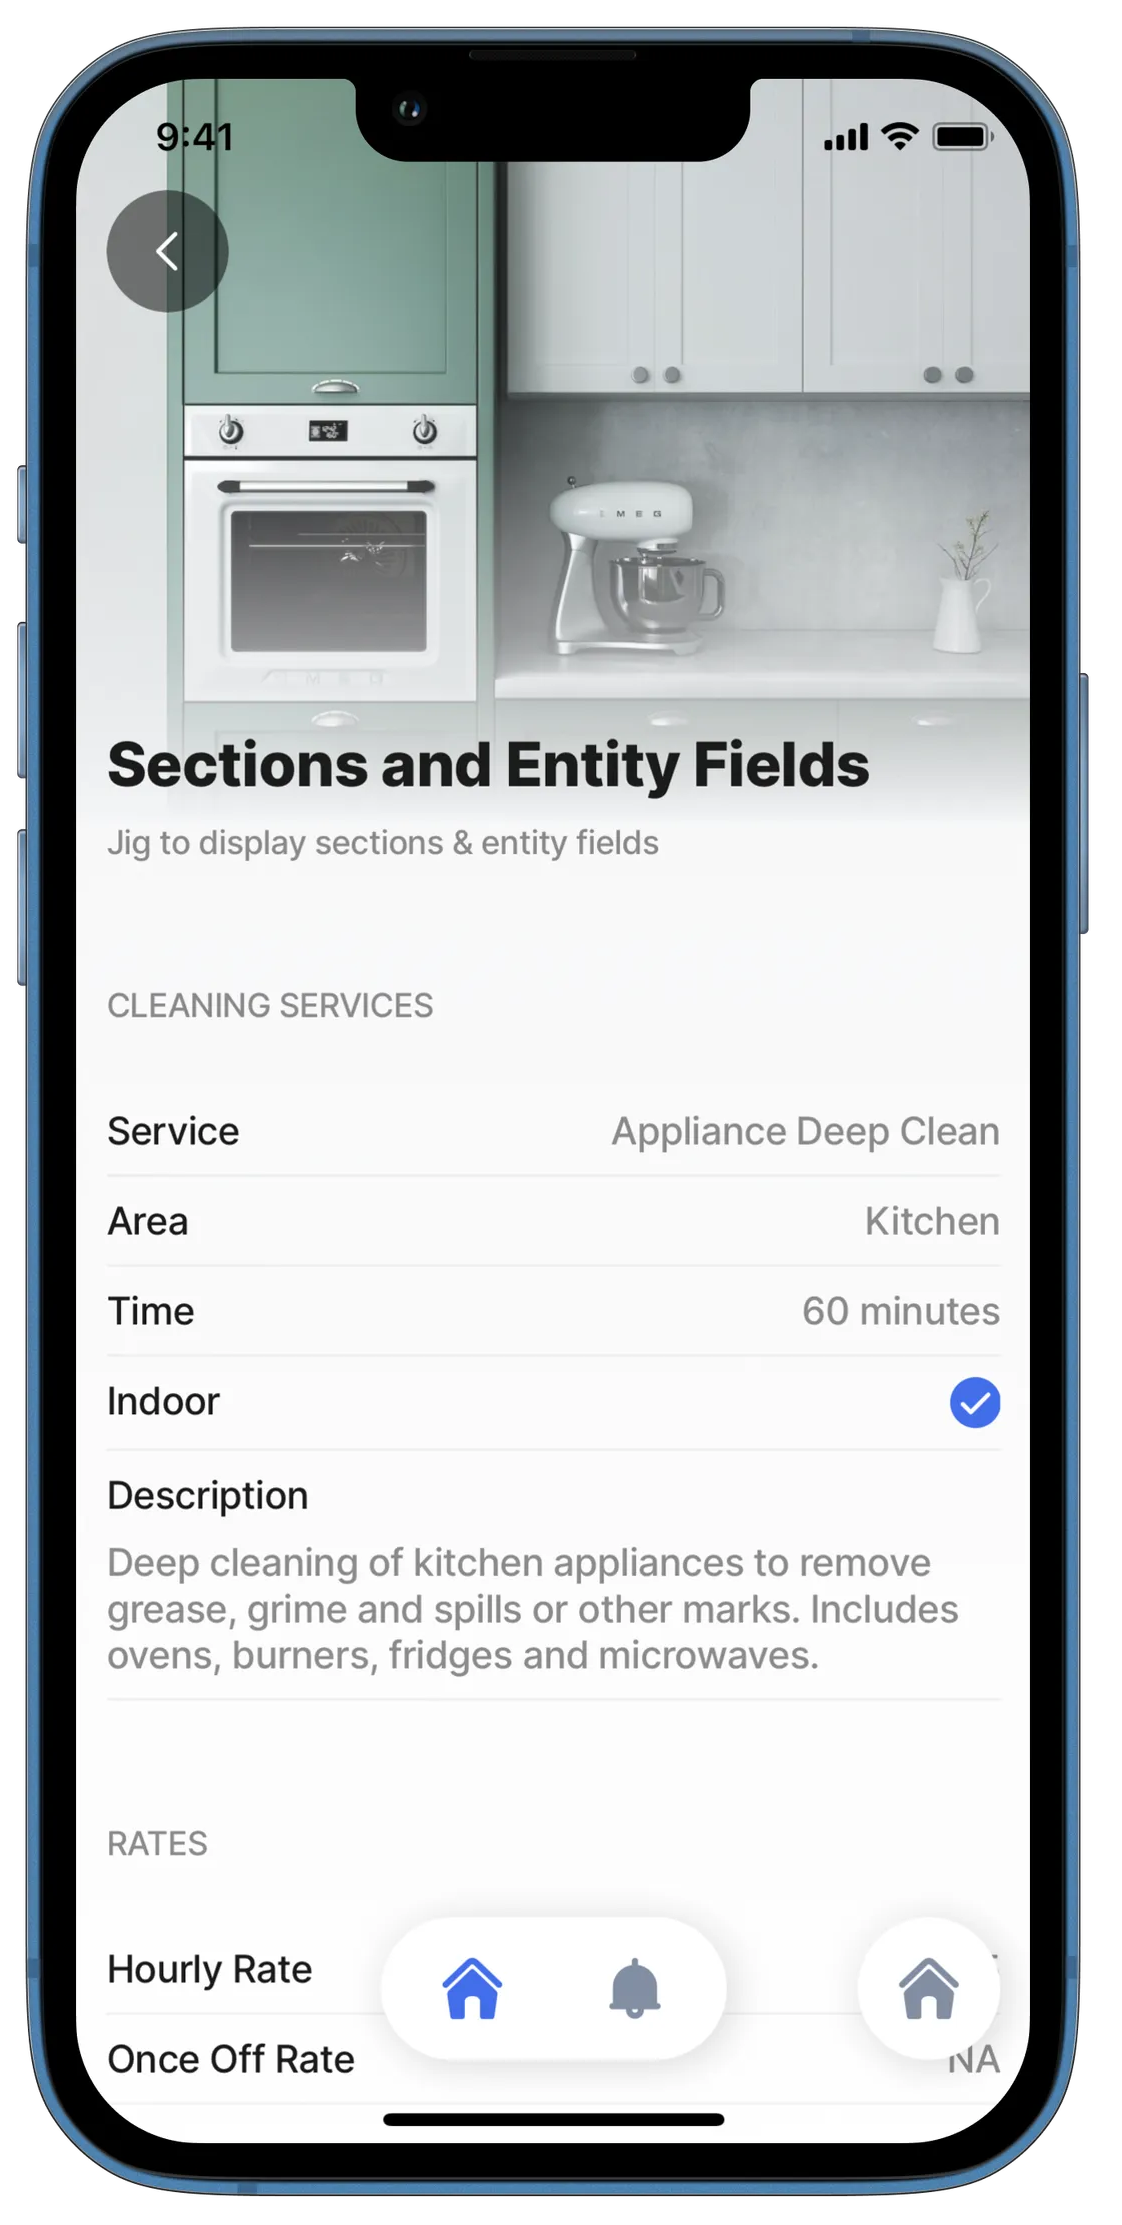 9:41
SMEG
SMEG
Sections and Entity Fields
Jig to display sections & entity fields
CLEANING SERVICES
Service Appliance Deep Clean
Area Kitchen
Time 60 minutes
Indoor
Description
Deep cleaning of kitchen appliances to remove
grease, grime and spills or other marks. Includes
ovens, burners, fridges and microwaves.
RATES
Hourly Rate
Once Off Rate NA